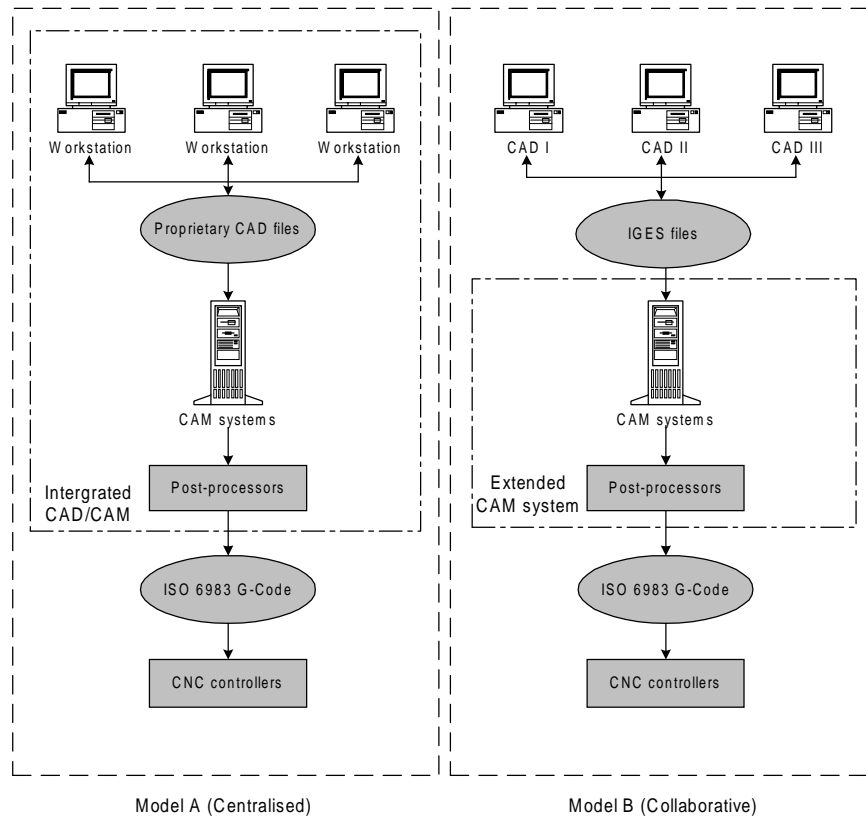 Workstation Workstation Workstation
Proprietary CAD files
CAM systems
Post-processors
Intergrated
CAD/CAM
ISO 6983 G-Code
CNC controllers
Model A (Centralised)
CAD I CAD II CAD III
IGES files
CAM systems
Extended
CAM system
Post-processors
ISO 6983 G-Code
CNC controllers
Model B (Collaborative)